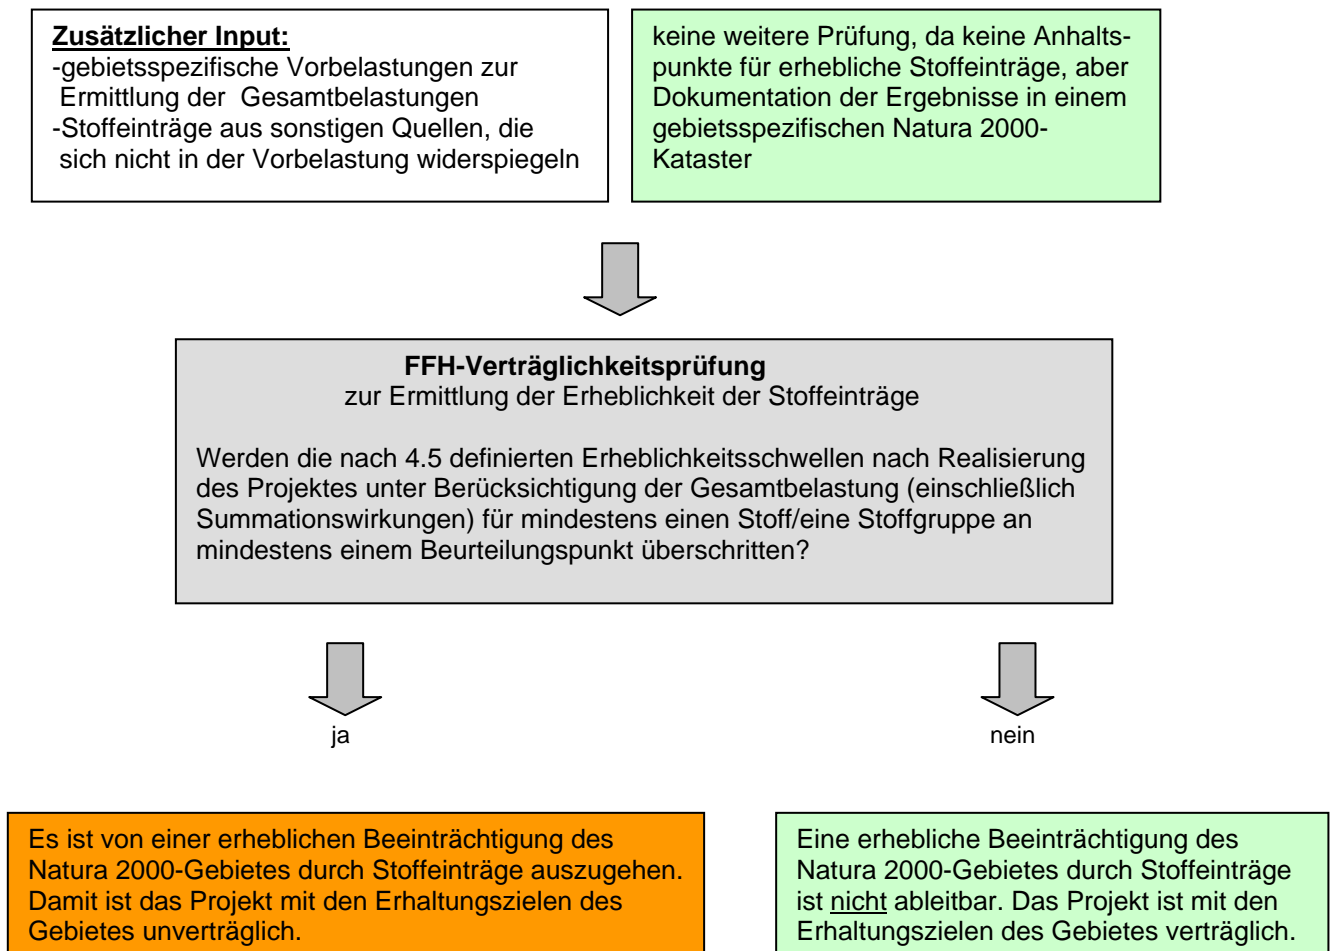 Zusätzlicher Input:
-gebietsspezifische Vorbelastungen zur
Ermittlung der Gesamtbelastungen
-Stoffeinträge aus sonstigen Quellen, die
sich nicht in der Vorbelastung widerspiegeln
keine weitere Prüfung, da keine Anhalts-
punkte für erhebliche Stoffeinträge, aber
Dokumentation der Ergebnisse in einem
gebietsspezifischen Natura 2000-
Kataster
FFH-Verträglichkeitsprüfung
zur Ermittlung der Erheblichkeit der Stoffeinträge
Werden die nach 4.5 definierten Erheblichkeitsschwellen nach Realisierung
des Projektes unter Berücksichtigung der Gesamtbelastung (einschließlich
Summationswirkungen) für mindestens einen Stoff/eine Stoffgruppe an
mindestens einem Beurteilungspunkt überschritten?
ja
nein
Es ist von einer erheblichen Beeinträchtigung des
Natura 2000-Gebietes durch Stoffeinträge auszugehen.
Damit ist das Projekt mit den Erhaltungszielen des
Gebietes unverträglich.
Eine erhebliche Beeinträchtigung des
Natura 2000-Gebietes durch Stoffeinträge
ist nicht ableitbar. Das Projekt ist mit den
Erhaltungszielen des Gebietes verträglich.